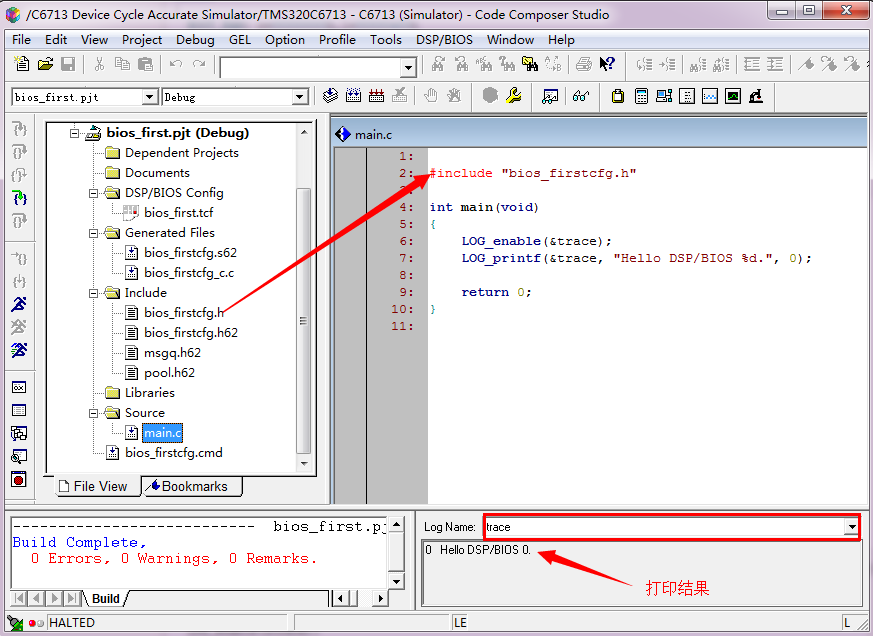 /C6713 Device Cycle Accurate Simulator/TMS320C6713 - C6713 (Simulator) - Code Composer Studio
File Edit View Project Debug GEL Option Profile Tools DSP/BIOS Window Help
bios_first.pjt Debug
bios_first.pjt (Debug)
Dependent Projects
Documents
DSP/BIOS Config
bios_first.tcf
Generated Files
bios_firstcfg.s62
bios_firstcfg_c.c
Include
bios_firstcfg.h
bios_firstcfg.h62
msgq.h62
pool.h62
Libraries
Source
main.c
bios_firstcfg.cmd
File View Bookmarks
main.c
1:
2: #include "bios_firstcfg.h"
3:
4: int main(void)
5: {
6: LOG_enable(&trace);
7: LOG_printf(&trace, "Hello DSP/BIOS %d.", 0);
8:
9: return 0;
10: }
11:
-------------------------- bios_first.pj
Build Complete,
0 Errors, 0 Warnings, 0 Remarks.
Build
Log Name: trace
0 Hello DSP/BIOS 0.
打印结果
HALTED LE L